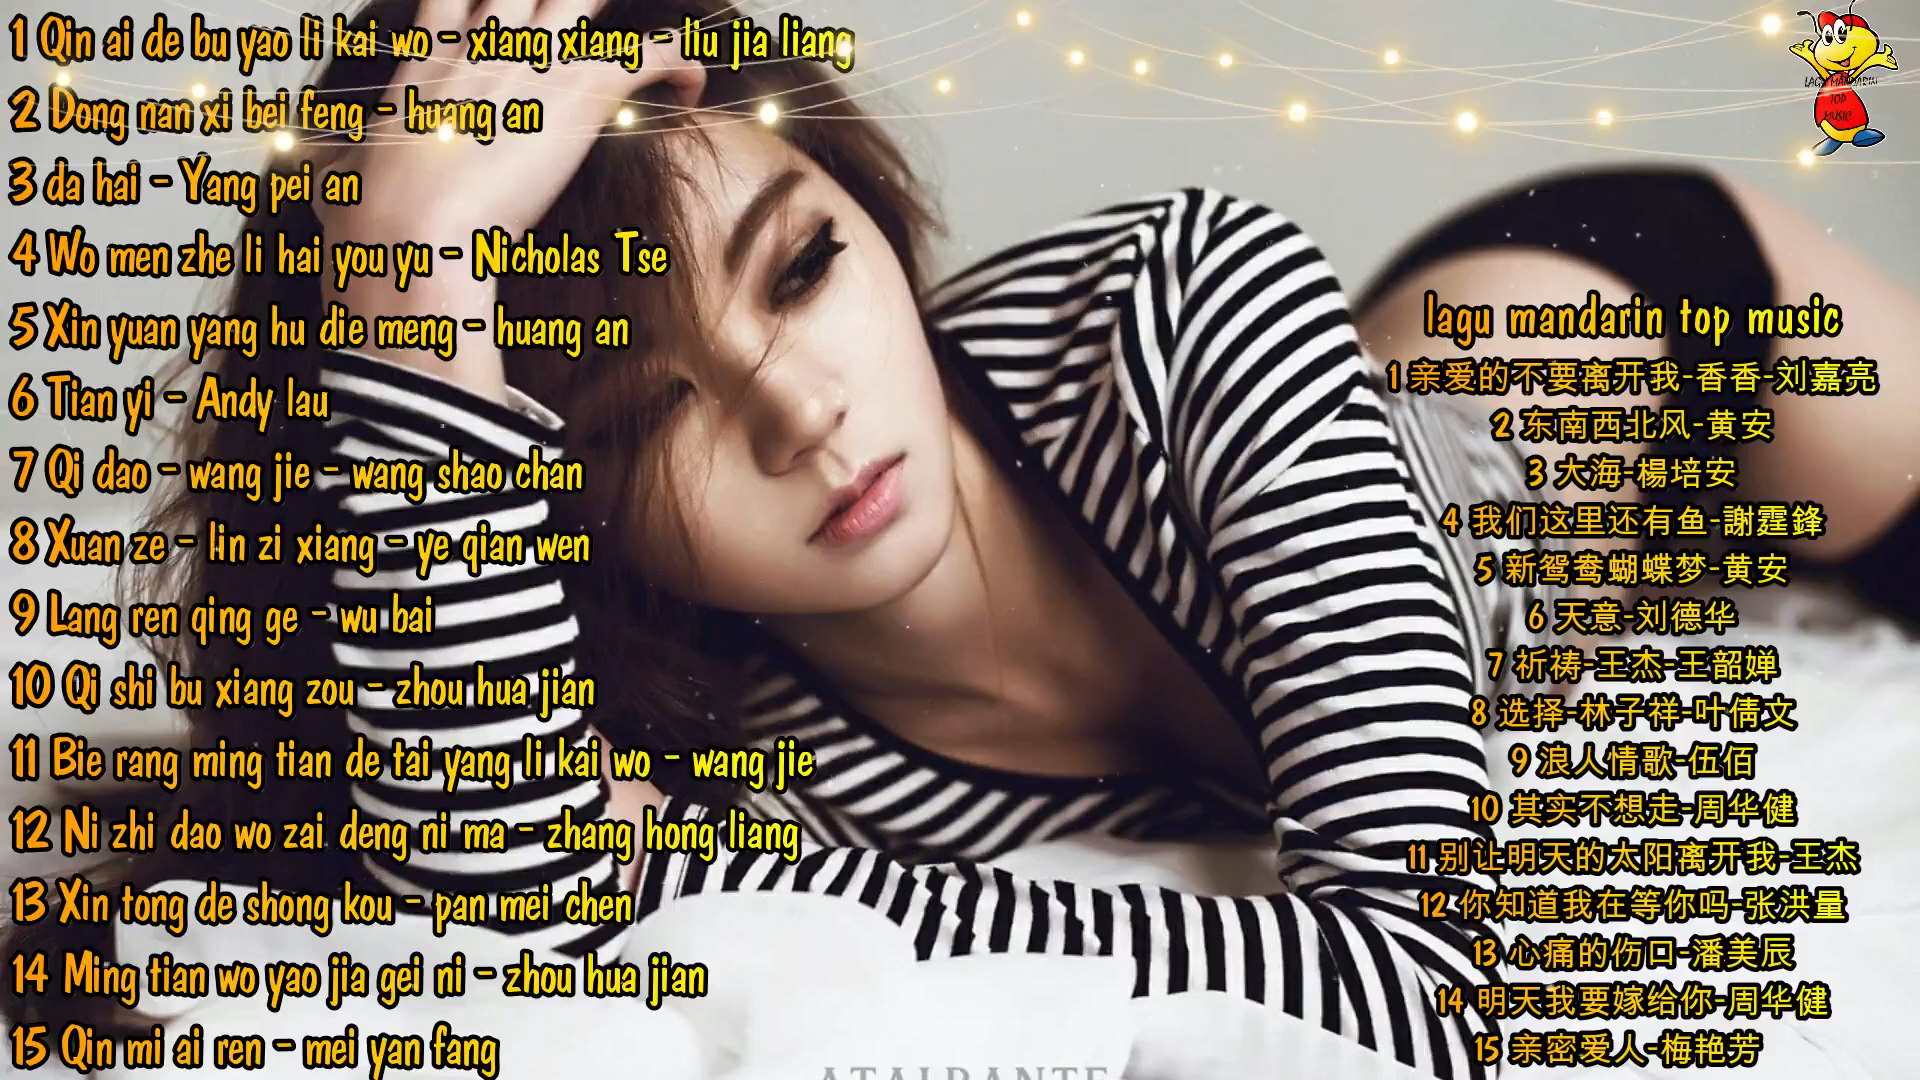 1 Qin ai de bu yao li kai wo - xiang xiang - liu jia liang
2 Dong nan xi bei feng - huang an
3 da hai - Yang pei an
4 Wo men zhe li hai you yu - Nicholas Tse
5 Xin yuan yang hu die meng - huang an
6 Tian yi - Andy lau
7 Qi dao - wang jie - wang shao chan
8 Xuan ze - lin zi xiang - ye qian wen
9 Lang ren qing ge - wu bai
10 Qi shi bu xiang zou - zhou hua jian
11 Bie rang ming tian de tai yang li kai wo - wang jie
12 Ni zhi dao wo zai deng ni ma - zhang hong liang
13 Xin tong de shong kou - pan mei chen
14 Ming tian wo yao jia gei ni - zhou hua jian
15 Qin mi ai ren - mei yan fang
LAGU MANDARIN
TOP
MUSIC
lagu mandarin top music
1 亲爱的不要离开我-香香-刘嘉亮
2 东南西北风-黄安
3 大海-楊培安
4 我们这里还有鱼-謝霆鋒
5 新鸳鸯蝴蝶梦-黄安
6 天意-刘德华
7 祈祷-王杰-王韶婵
8 选择-林子祥-叶倩文
9 浪人情歌-伍佰
10 其实不想走-周华健
11 别让明天的太阳离开我-王杰
12 你知道我在等你吗-张洪量
13 心痛的伤口-潘美辰
14 明天我要嫁给你-周华健
15 亲密爱人-梅艳芳